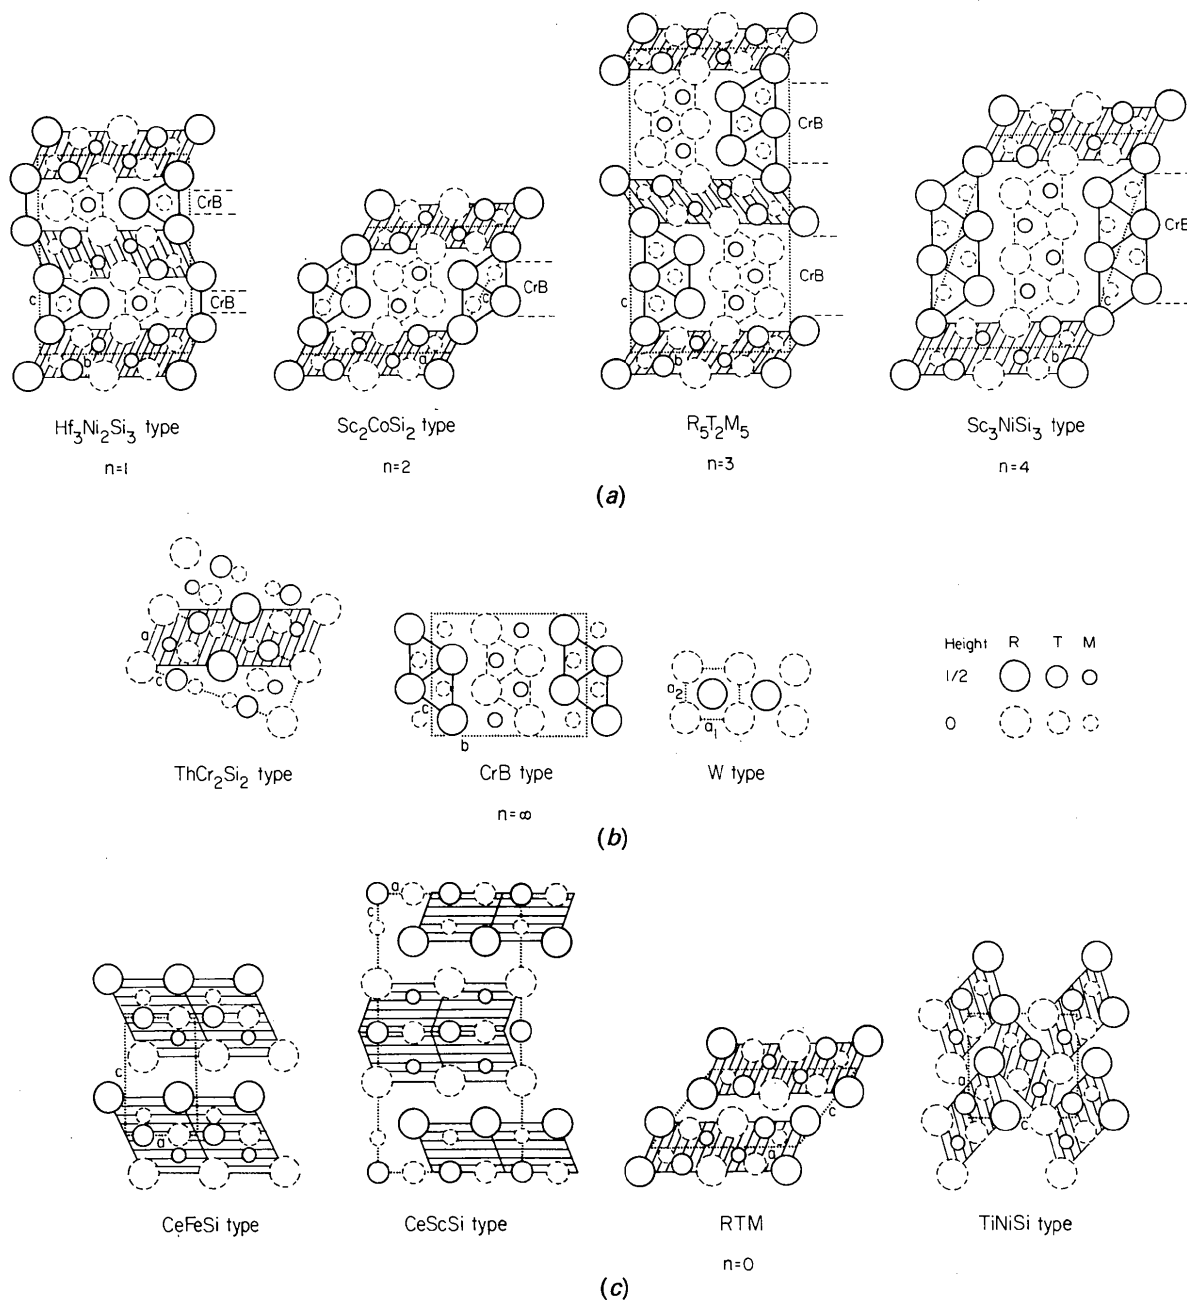 CrB
CrB
c
b
Hf3Ni2Si3 type
n=1
CrB
c
a
Sc2CoSi2 type
n=2
CrB
CrB
c
b
R5T2M5
n=3
CrB
c
b
Sc3NiSi3 type
n=4
(a)
a
c
ThCr2Si2 type
c
b
CrB type
n=∞
a2
a1
W type
Height R T M
1/2
0
(b)
c
a
CeFeSi type
a
c
CeScSi type
c
a
RTM
n=0
a
c
TiNiSi type
(c)